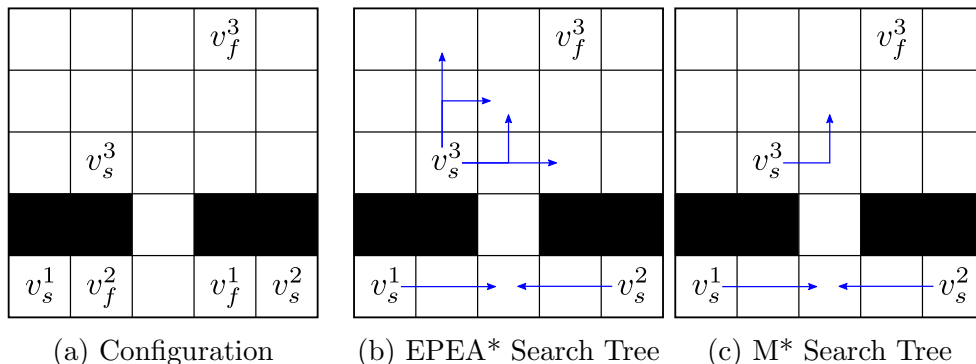 v_f^3 v_f^3 v_f^3
v_s^3 v_s^3 v_s^3
v_s^1 v_f^2 v_f^1 v_s^2 v_s^1 v_s^2 v_s^1 v_s^2
(a) Configuration (b) EPEA* Search Tree (c) M* Search Tree